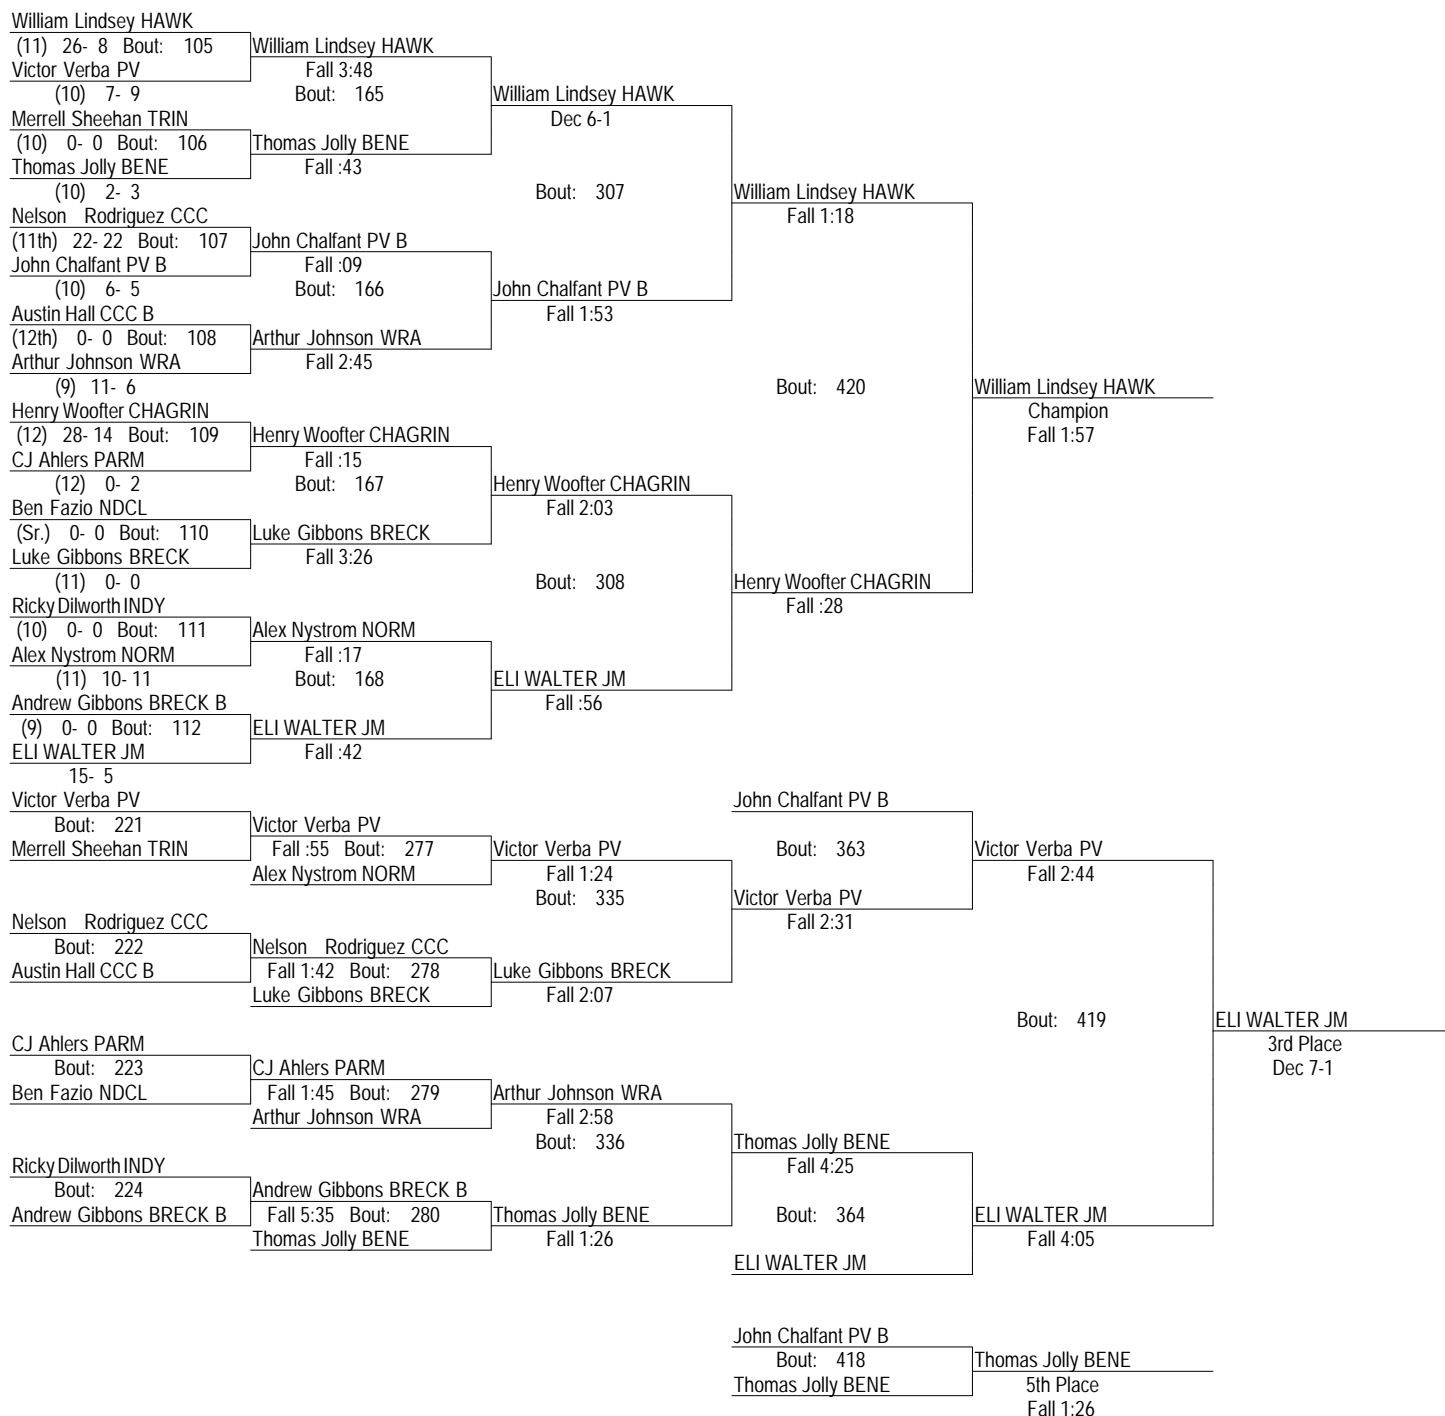 William Lindsey HAWK
(11) 26- 8 Bout: 105
William Lindsey HAWK
Victor Verba PV
Fall 3:48
(10) 7- 9
Bout: 165
William Lindsey HAWK
Merrell Sheehan TRIN
Dec 6-1
(10) 0- 0 Bout: 106
Thomas Jolly BENE
Thomas Jolly BENE
Fall :43
(10) 2- 3
Bout: 307
William Lindsey HAWK
Nelson Rodriguez CCC
Fall 1:18
(11th) 22- 22 Bout: 107
John Chalfant PV B
John Chalfant PV B
Fall :09
(10) 6- 5
Bout: 166
John Chalfant PV B
Austin Hall CCC B
Fall 1:53
(12th) 0- 0 Bout: 108
Arthur Johnson WRA
Arthur Johnson WRA
Fall 2:45
(9) 11- 6
Bout: 420
William Lindsey HAWK
Henry Woofter CHAGRIN
Champion
(12) 28- 14 Bout: 109
Henry Woofter CHAGRIN
Fall 1:57
CJ Ahlers PARM
Fall :15
(12) 0- 2
Bout: 167
Henry Woofter CHAGRIN
Ben Fazio NDCL
Fall 2:03
(Sr.) 0- 0 Bout: 110
Luke Gibbons BRECK
Luke Gibbons BRECK
Fall 3:26
(11) 0- 0
Bout: 308
Henry Woofter CHAGRIN
Ricky Dilworth INDY
Fall :28
(10) 0- 0 Bout: 111
Alex Nystrom NORM
Alex Nystrom NORM
Fall :17
(11) 10- 11
Bout: 168
ELI WALTER JM
Andrew Gibbons BRECK B
Fall :56
(9) 0- 0 Bout: 112
ELI WALTER JM
ELI WALTER JM
Fall :42
15- 5
Victor Verba PV
John Chalfant PV B
Bout: 221
Victor Verba PV
Merrell Sheehan TRIN
Fall :55 Bout: 277
Victor Verba PV
Bout: 363
Victor Verba PV
Alex Nystrom NORM
Fall 1:24
Fall 2:44
Bout: 335
Victor Verba PV
Nelson Rodriguez CCC
Fall 2:31
Bout: 222
Nelson Rodriguez CCC
Austin Hall CCC B
Fall 1:42 Bout: 278
Luke Gibbons BRECK
Luke Gibbons BRECK
Fall 2:07
Bout: 419
ELI WALTER JM
CJ Ahlers PARM
3rd Place
Bout: 223
CJ Ahlers PARM
Dec 7-1
Ben Fazio NDCL
Fall 1:45 Bout: 279
Arthur Johnson WRA
Arthur Johnson WRA
Fall 2:58
Bout: 336
Thomas Jolly BENE
Ricky Dilworth INDY
Fall 4:25
Bout: 224
Andrew Gibbons BRECK B
Andrew Gibbons BRECK B
Fall 5:35 Bout: 280
Thomas Jolly BENE
Bout: 364
ELI WALTER JM
Thomas Jolly BENE
Fall 1:26
Fall 4:05
ELI WALTER JM
John Chalfant PV B
Bout: 418
Thomas Jolly BENE
Thomas Jolly BENE
5th Place
Fall 1:26